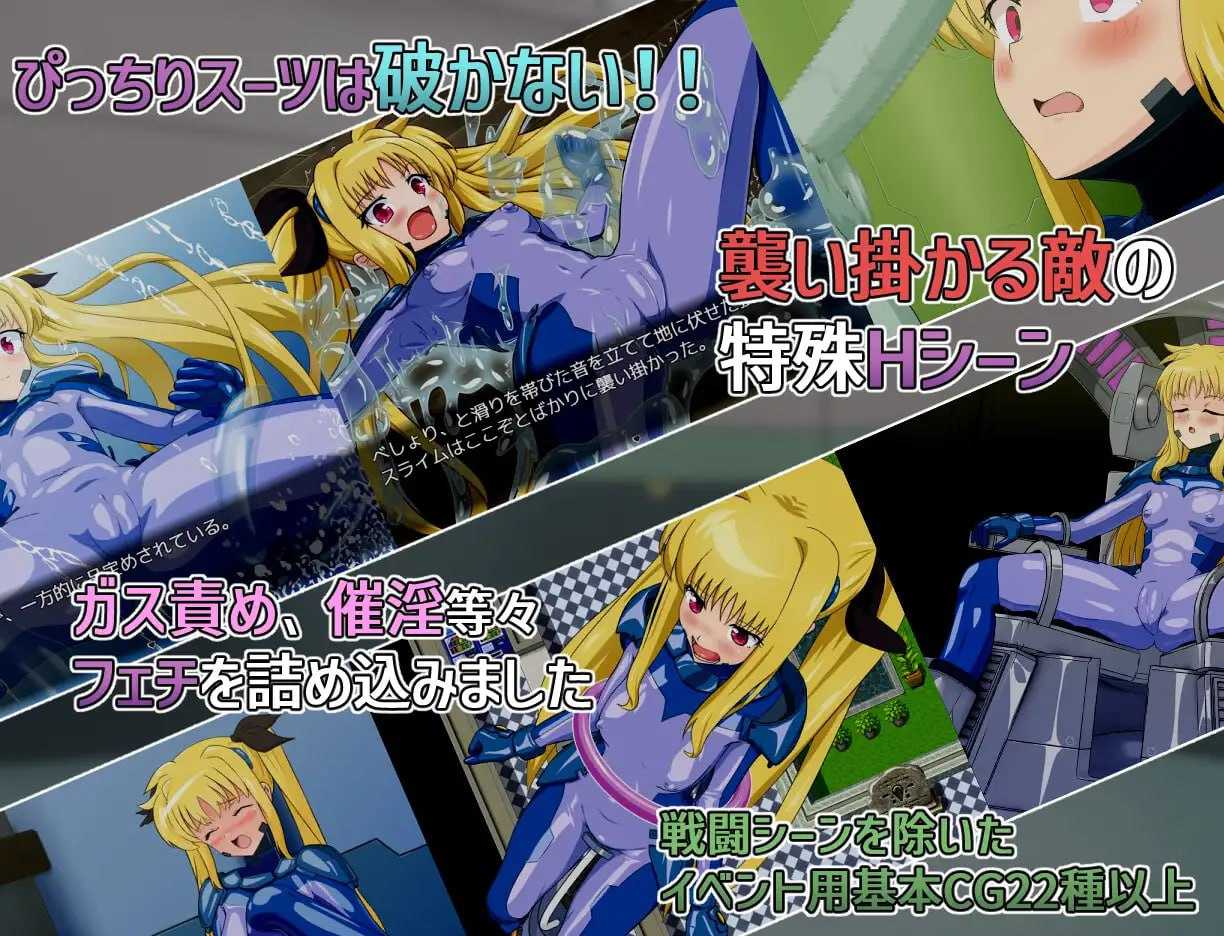 ぴっちりスーツは破かない！！
襲い掛かる敵の
特殊Hシーン
べしょり、と滑りを帯びた音を立てて地に伏せた
スライムはここぞとばかりに襲い掛かった。
一方的に
されている。
ガス責め、催淫等々
フェチを詰め込みました
戦闘シーンを除いた
イベント用基本CG22種以上